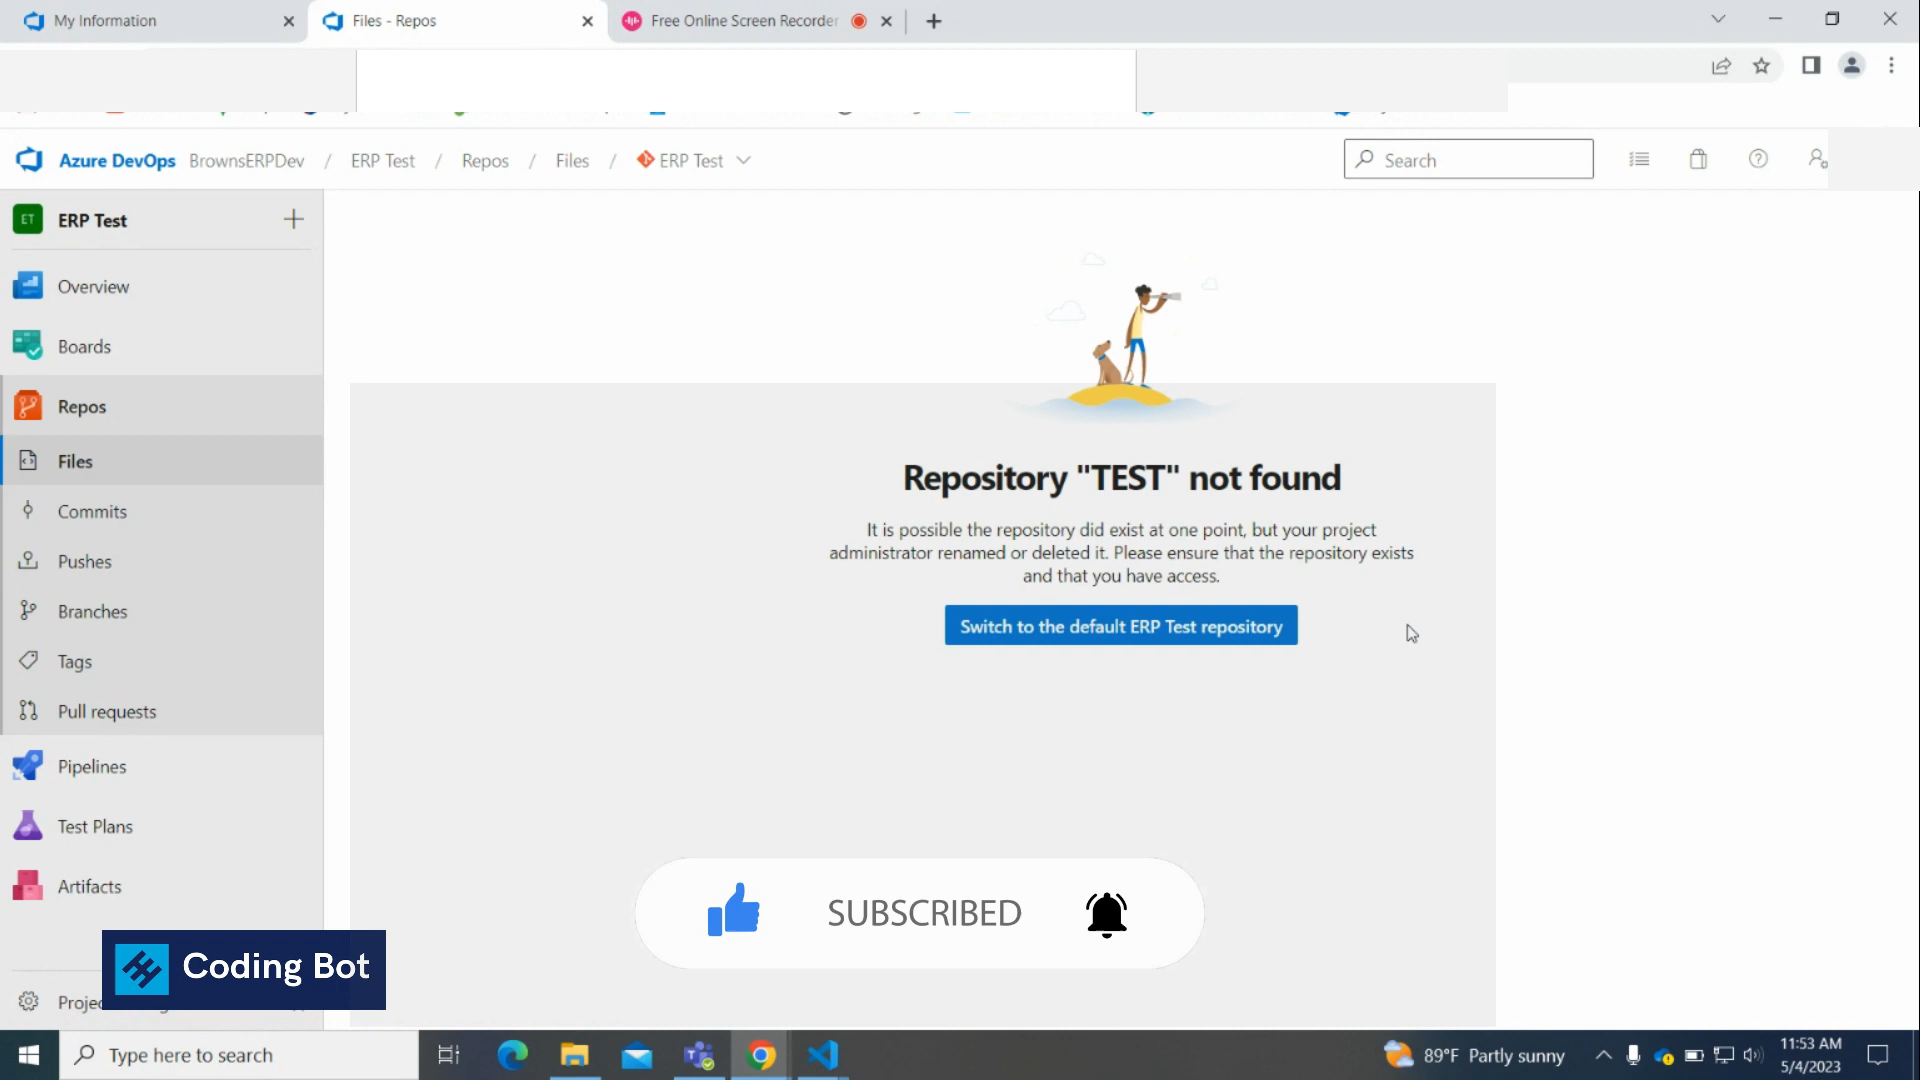 My Information
Files - Repos
Free Online Screen Recorder
Azure DevOps BrownsERPDev / ERP Test / Repos / Files / ERP Test
Search
ET ERP Test
Overview
Boards
Repos
Files
Commits
Pushes
Branches
Tags
Pull requests
Pipelines
Test Plans
Artifacts
Repository "TEST" not found
It is possible the repository did exist at one point, but your project
administrator renamed or deleted it. Please ensure that the repository exists
and that you have access.
Switch to the default ERP Test repository
SUBSCRIBED
Coding Bot
Type here to search
89°F Partly sunny
11:53 AM
5/4/2023